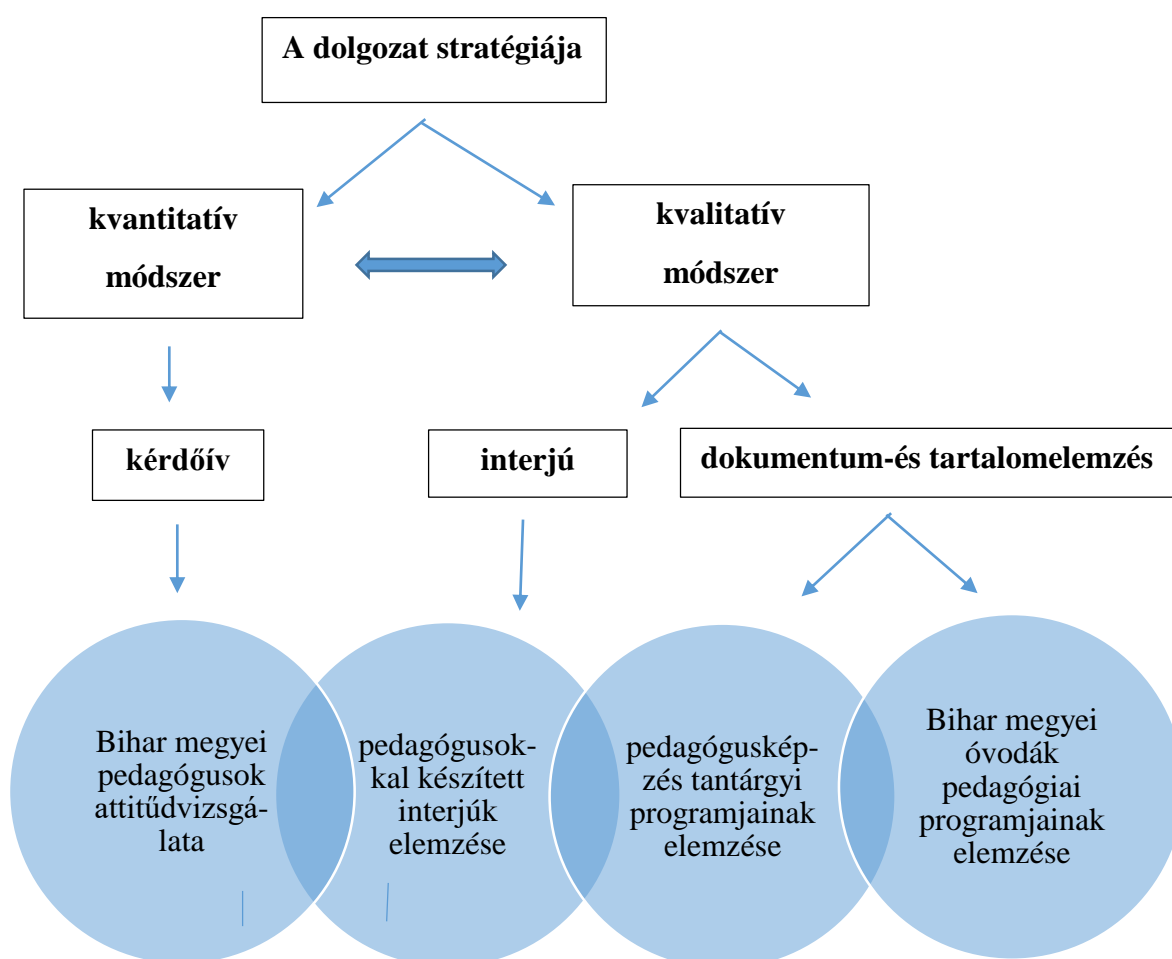 A dolgozat stratégiája
kvantitatív
módszer
kvalitatív
módszer
kérdőív
interjú
dokumentum-és tartalomelemzés
Bihar megyei
pedagógusok
attitűdvizsgá-
lata
pedagógusok-
kal készített
interjúk
elemzése
pedagóguskép-
zés tantárgyi
programjainak
elemzése
Bihar megyei
óvodák
pedagógiai
programjainak
elemzése